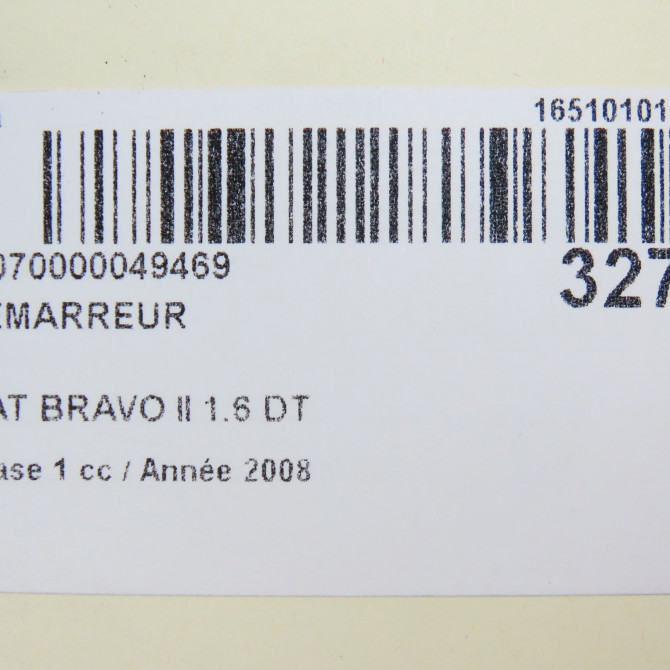 16510101
070000049469
327
EMARREUR
AT BRAVO II 1.6 DT
ase 1 cc / Année 2008